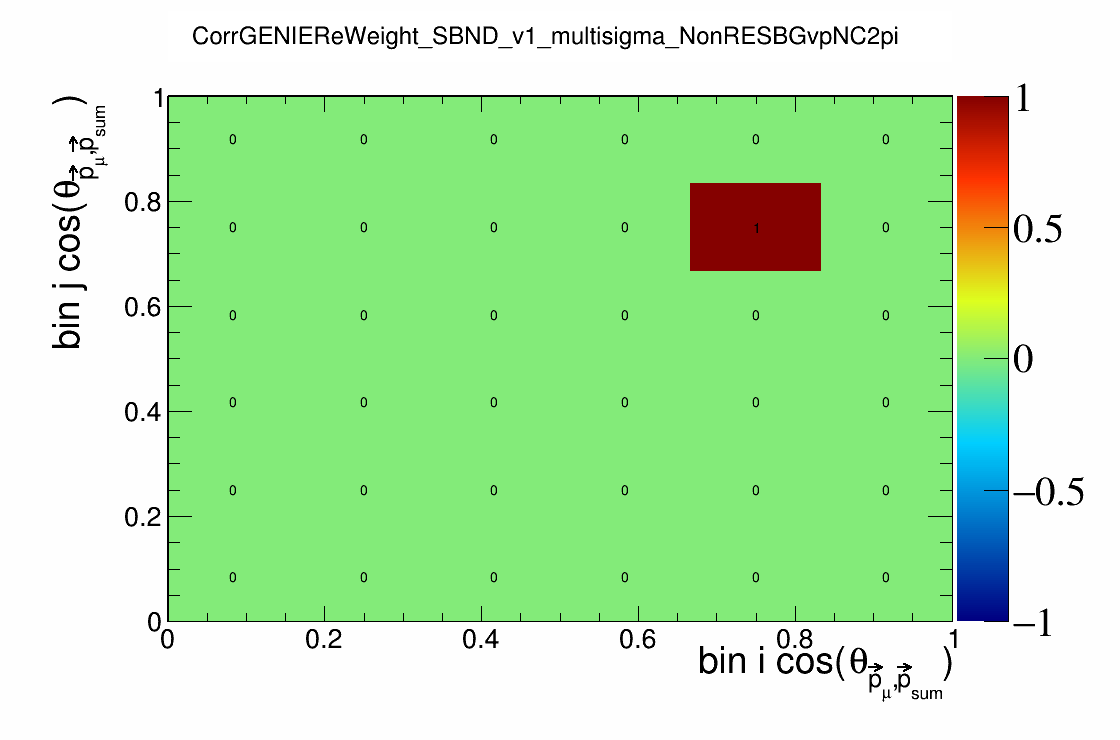 CorrGENIEReWeight_SBND_v1_multisigma_NonRESBGvpNC2pi
bin j cos(θ p⃗μ,p⃗sum)
1
0.8
0.6
0.4
0.2
0
0 0 0 0 0 0
0 0 0 0 1 0
0 0 0 0 0 0
0 0 0 0 0 0
0 0 0 0 0 0
0 0 0 0 0 0
0 0.2 0.4 0.6 0.8 1
bin i cos(θ p⃗μ,p⃗sum)
1
0.5
0
−0.5
−1